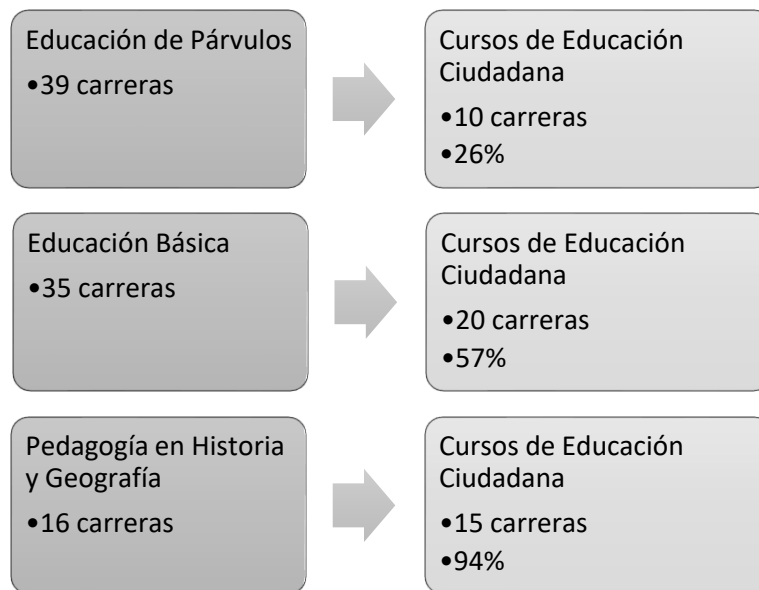 Educación de Párvulos
•39 carreras
Cursos de Educación
Ciudadana
•10 carreras
•26%
Educación Básica
•35 carreras
Cursos de Educación
Ciudadana
•20 carreras
•57%
Pedagogía en Historia
y Geografía
•16 carreras
Cursos de Educación
Ciudadana
•15 carreras
•94%